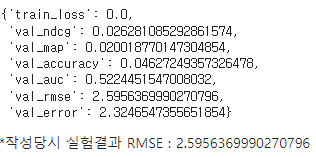 {'train_loss': 0.0,
'val_ndcg': 0.026281085292861574,
'val_map': 0.020018770147304854,
'val_accuracy': 0.04627249357326478,
'val_auc': 0.5224451547008032,
'val_rmse': 2.5956369990270796,
'val_error': 2.3246547355651854}
*작성당시 실험결과 RMSE : 2.5956369990270796